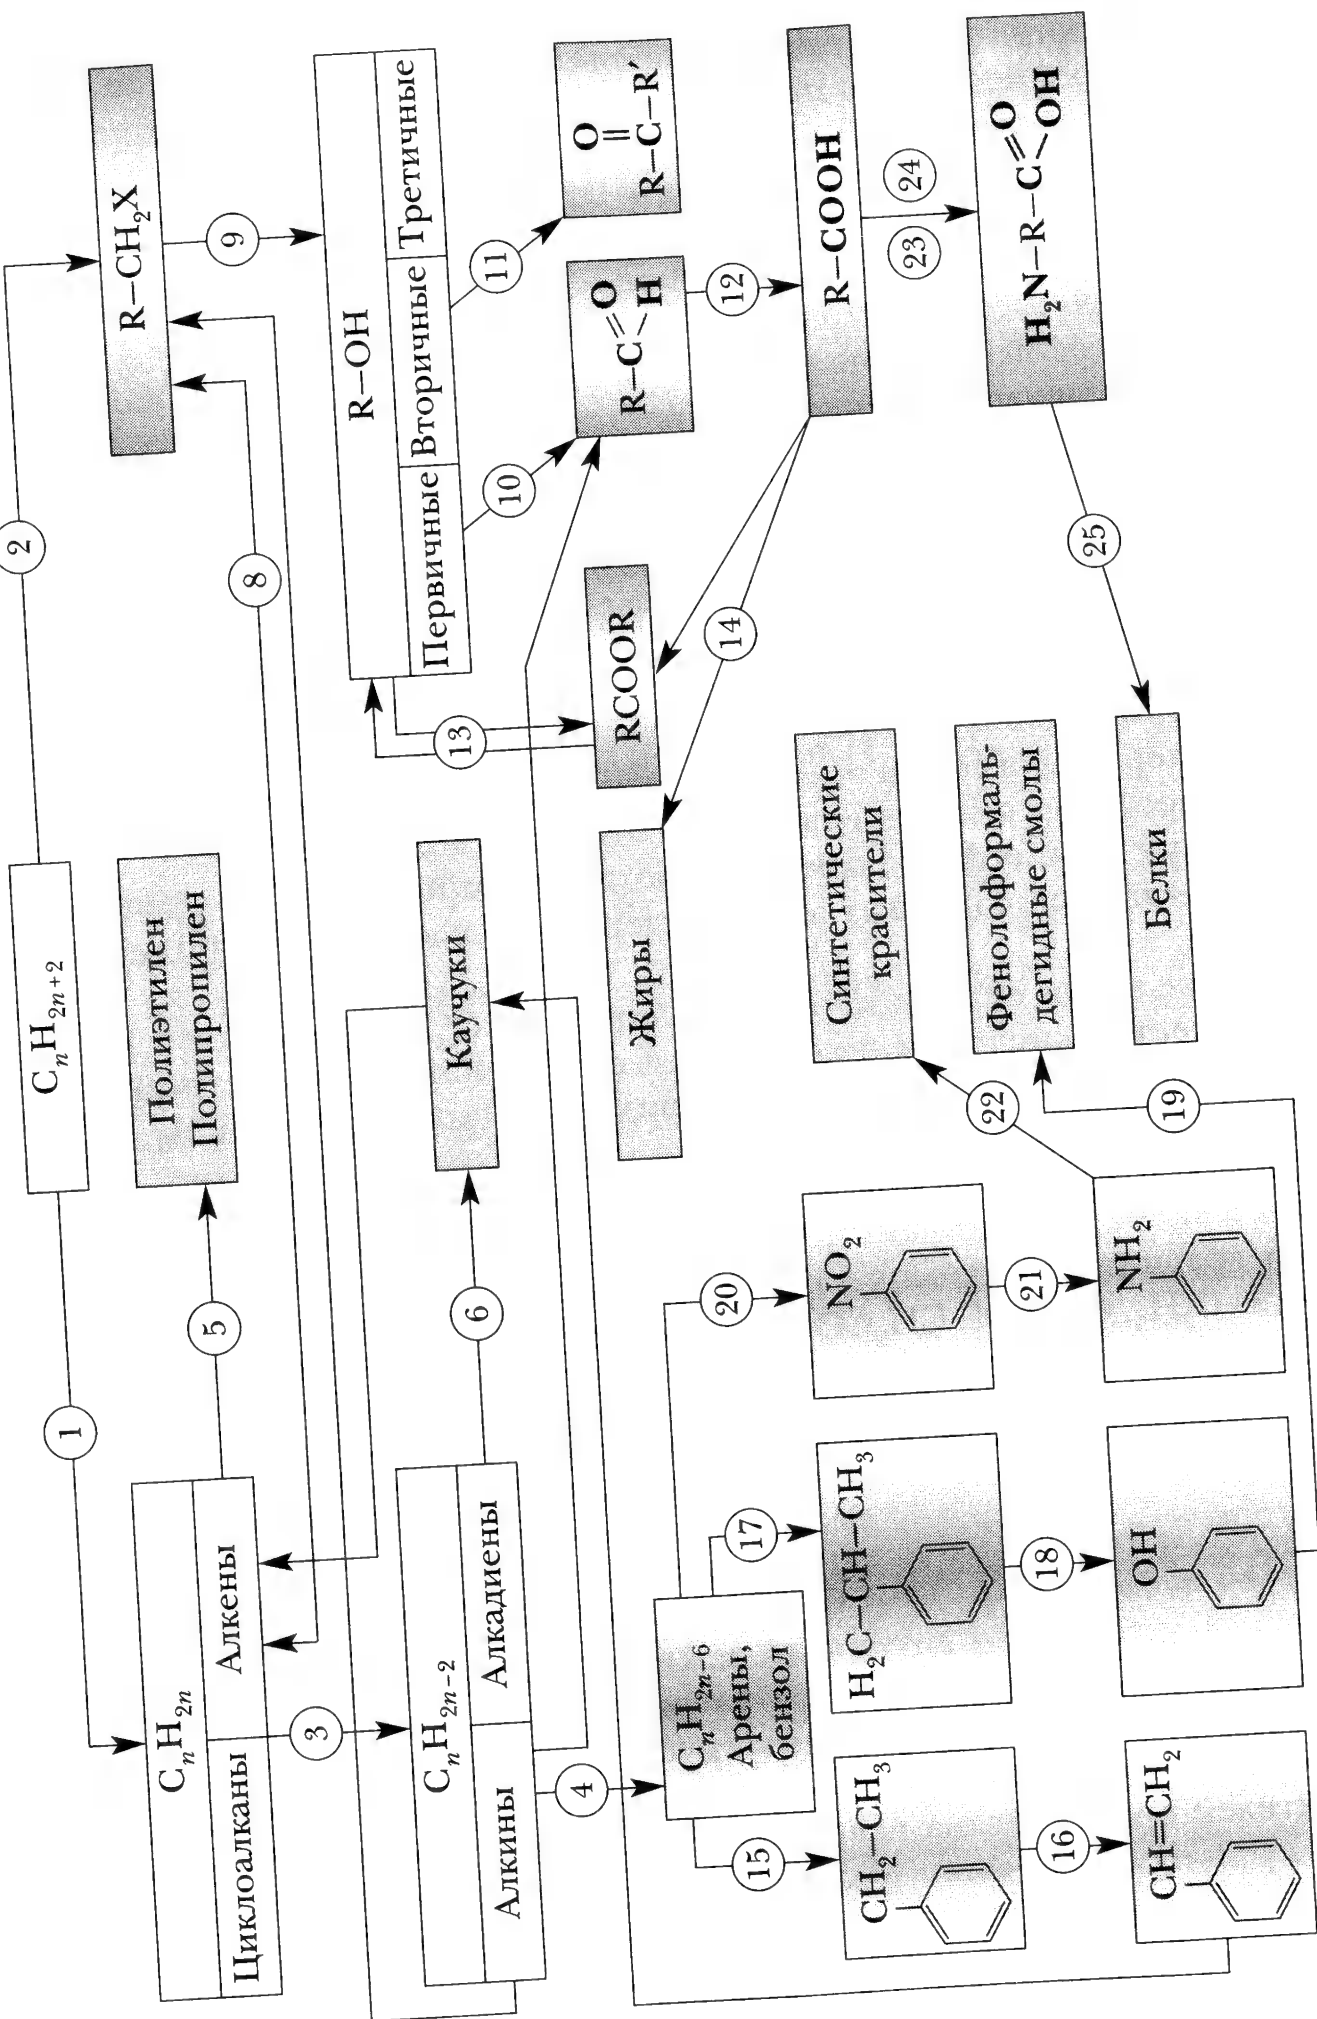 CₙH₂ₙ₊₂
1
2
CₙH₂ₙ
Циклоалканы
Алкены
5
Полиэтилен
Полипропилен
R–CH₂X
8
9
3
CₙH₂ₙ₋₂
Алкины
Алкадиены
6
Каучуки
R–OH
Первичные
Вторичные
Третичные
13
10
11
4
CₙH₂ₙ₋₆
Арены,
бензол
Жиры
RCOOR
R–C
O
H
O
R–C–R′
14
12
15
17
20
CH₂–CH₃
H₂C–CH–CH₃
NO₂
Синтетические
красители
R–COOH
16
18
21
22
23
24
Фенолоформаль-
дегидные смолы
CH=CH₂
OH
NH₂
19
25
Белки
H₂N–R–C
O
OH